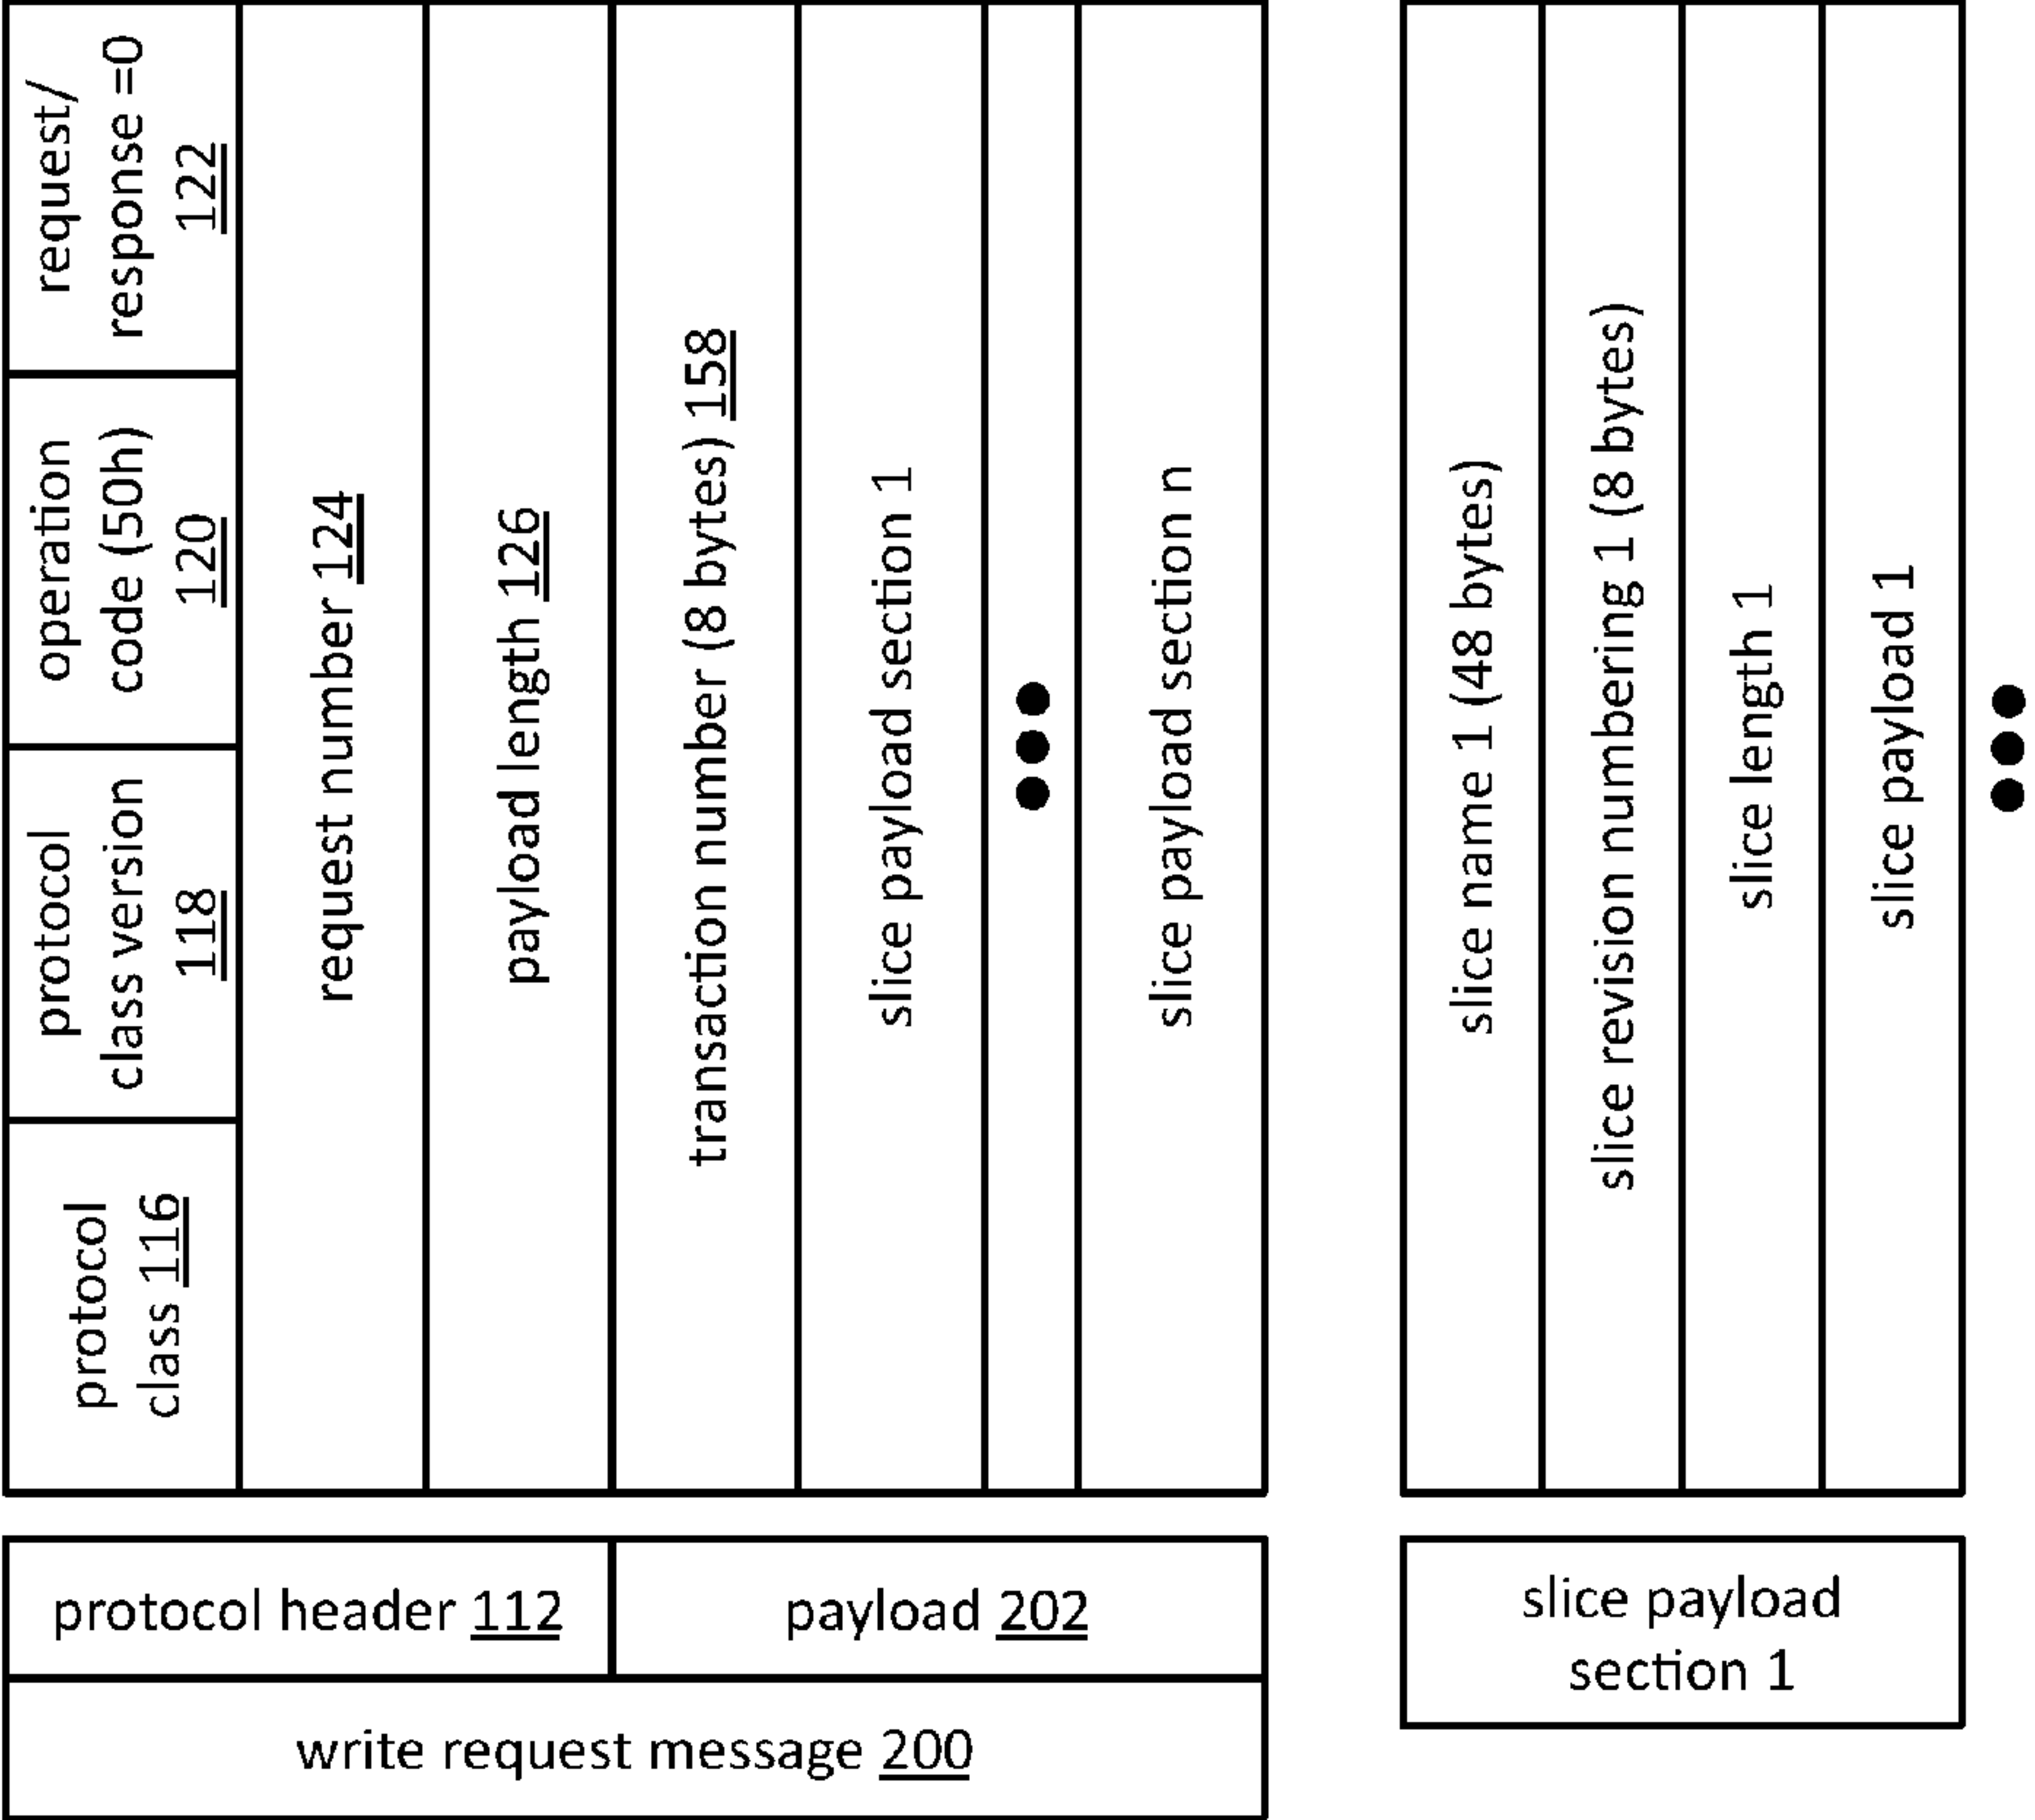 write request message 200
protocol header 112
payload 202
protocol
class 116
protocol
class version
118
operation
code (50h)
120
request/
response =0
122
request number 124
payload length 126
transaction number (8 bytes) 158
slice payload section 1
slice payload section n
slice payload
section 1
slice name 1 (48 bytes)
slice revision numbering 1 (8 bytes)
slice length 1
slice payload 1